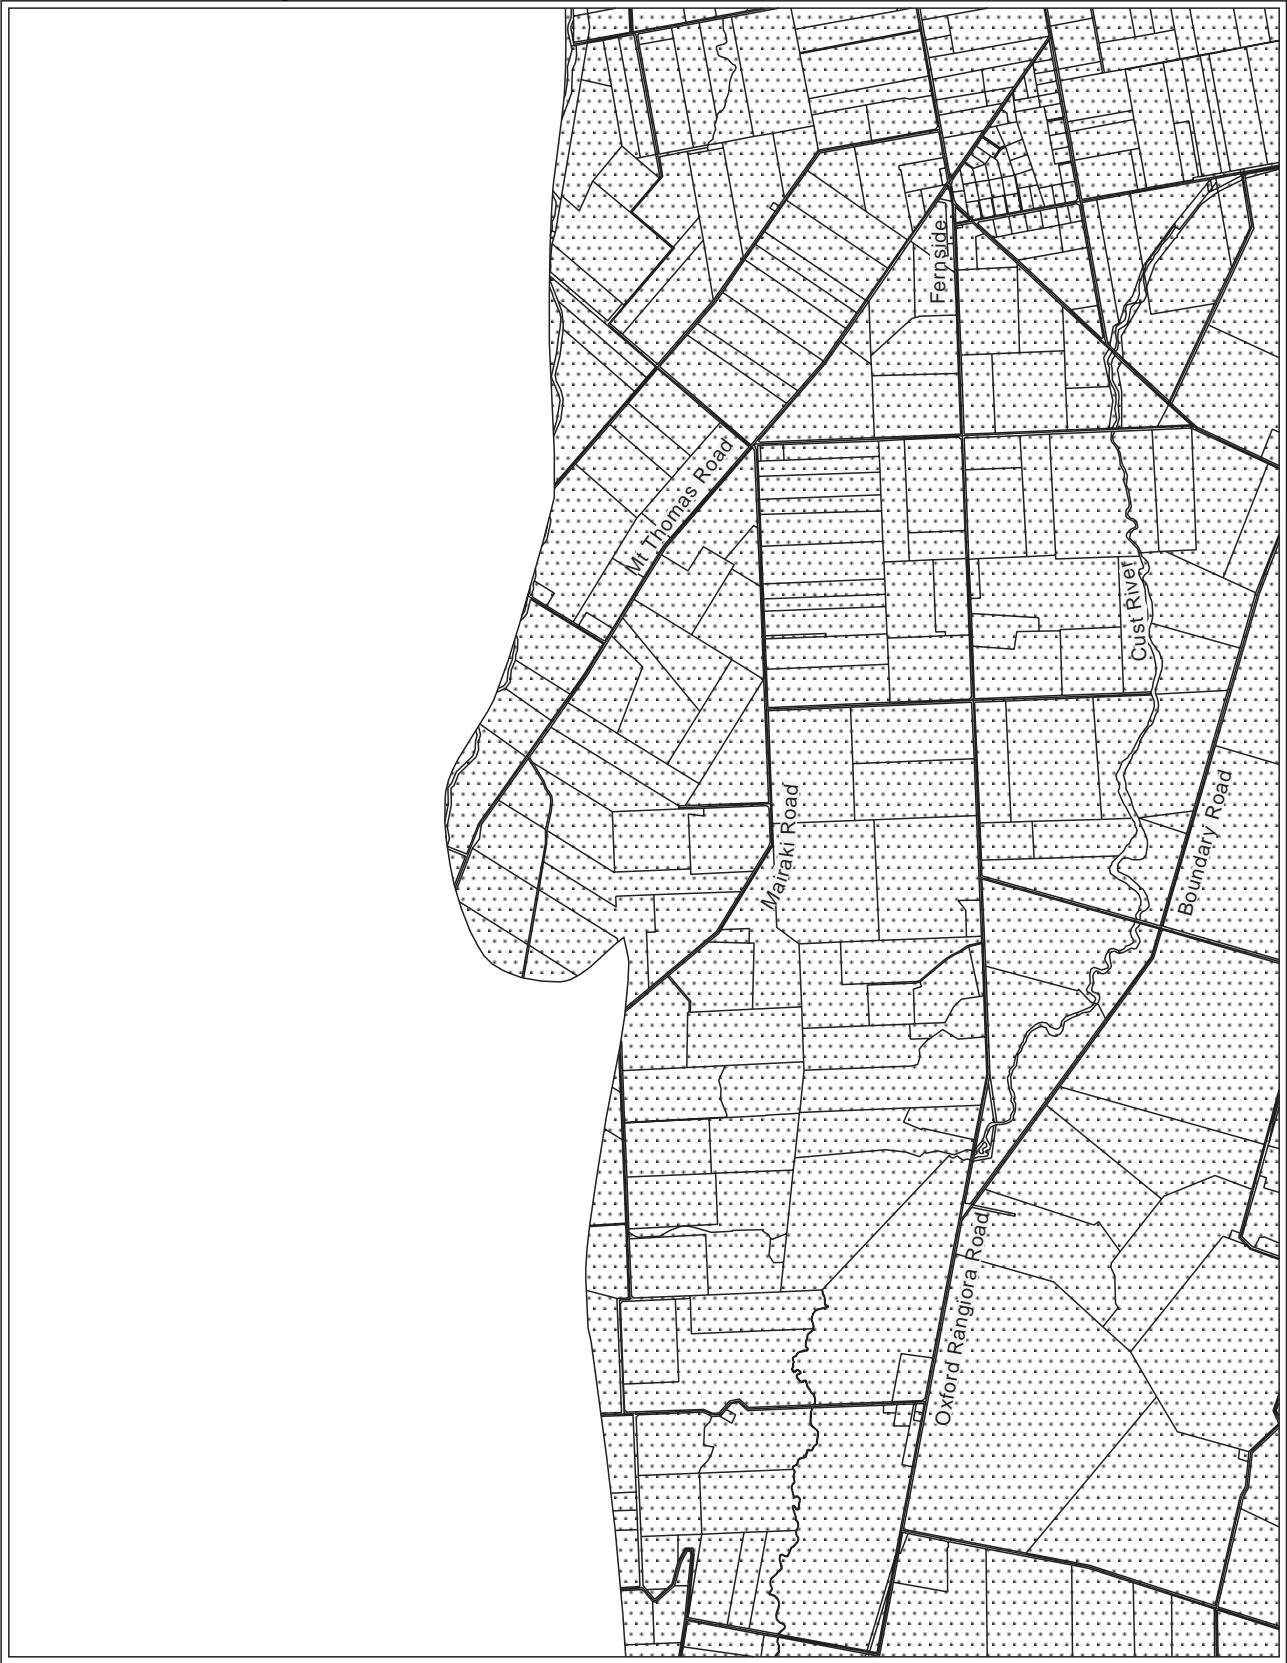 Fernside
Mt Thomas Road
Cust River
Mairaki Road
Boundary Road
Oxford Rangiora Road